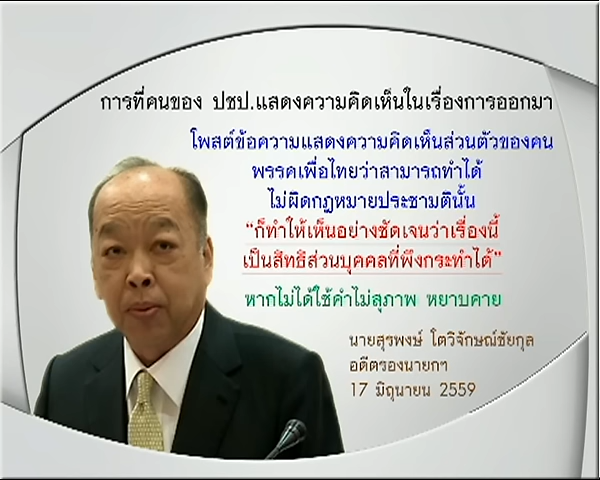 การที่คนของ ปชป.แสดงความคิดเห็นในเรื่องการออกมา
โพสต์ข้อความแสดงความคิดเห็นส่วนตัวของคน
พรรคเพื่อไทยว่าสามารถทำได้
ไม่ผิดกฎหมายประชามตินั้น
“ก็ทำให้เห็นอย่างชัดเจนว่าเรื่องนี้
เป็นสิทธิส่วนบุคคลที่พึงกระทำได้”
หากไม่ได้ใช้คำไม่สุภาพ หยาบคาย
นายสุรพงษ์ โตวิจักษณ์ชัยกุล
อดีตรองนายกฯ
17 มิถุนายน 2559